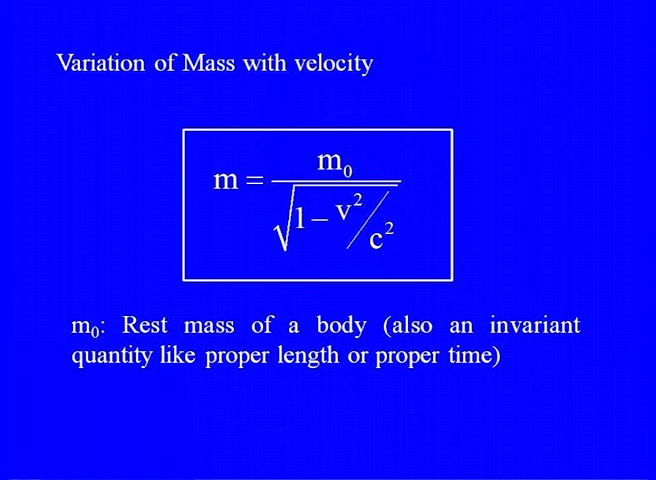 Variation of Mass with velocity
m = m₀ / √(1 – v²/c²)
m₀: Rest mass of a body (also an invariant
quantity like proper length or proper time)